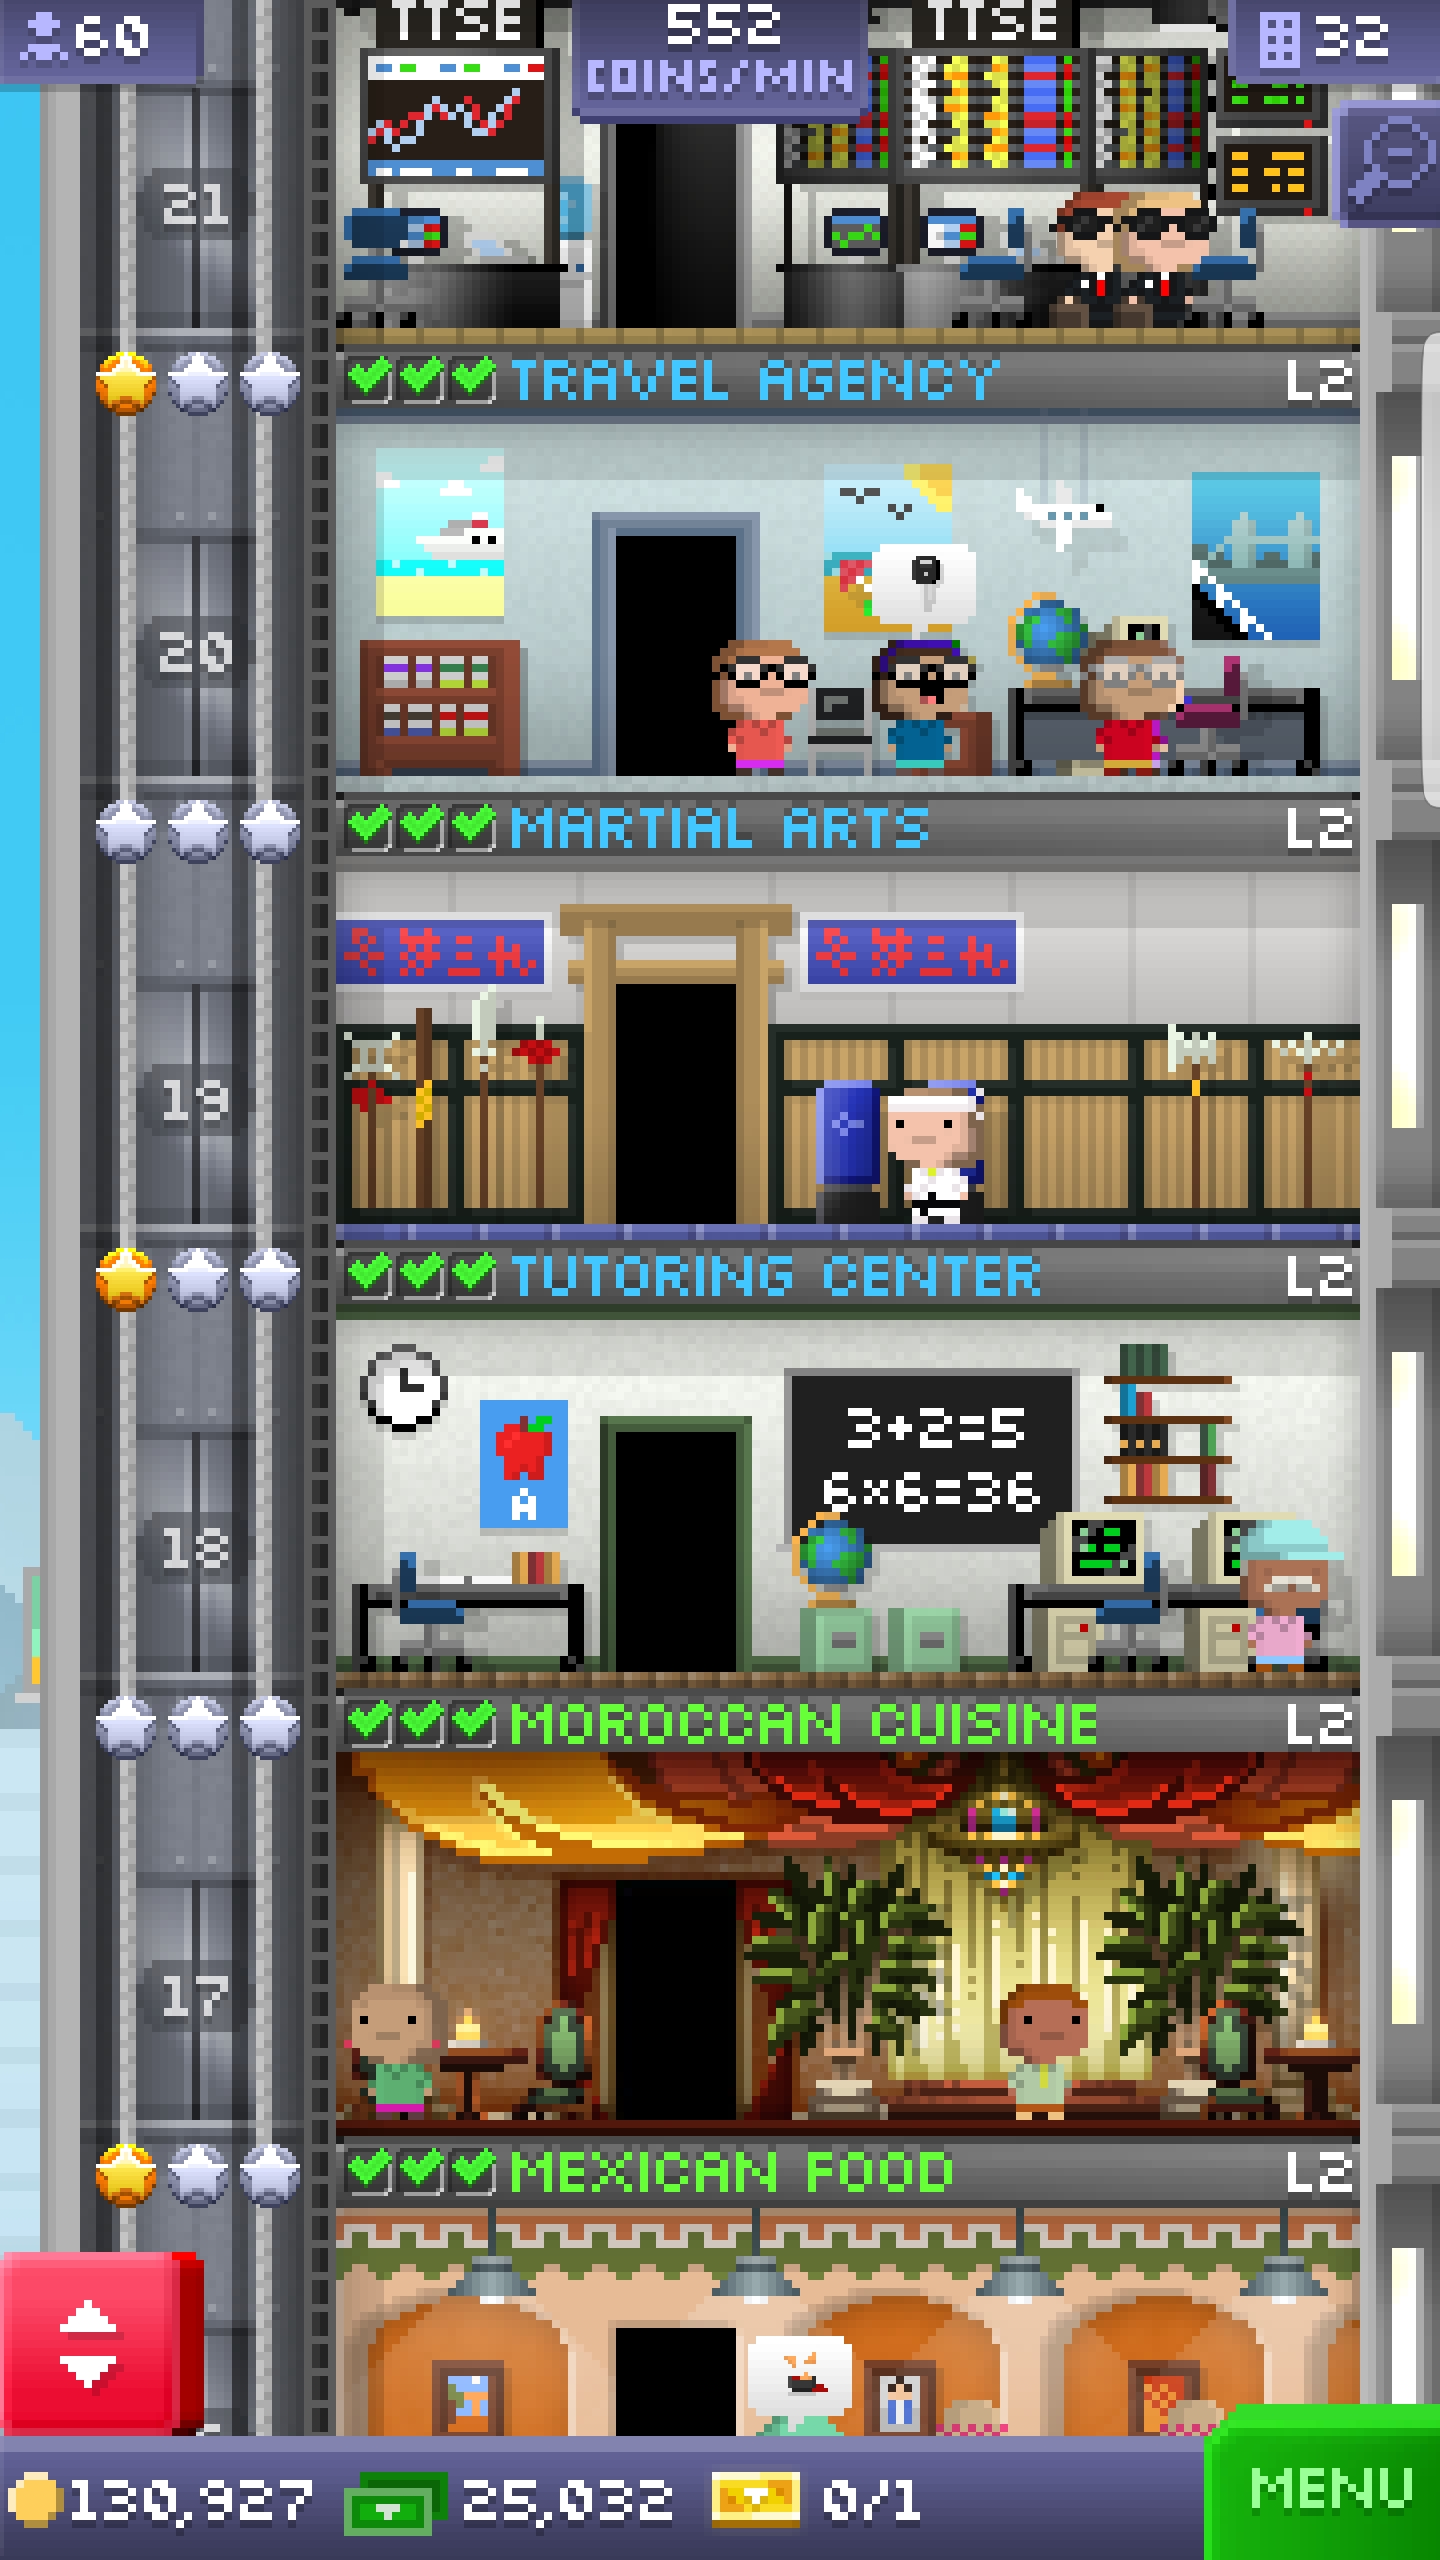 60
TTSE
552
COINS/MIN
TTSE
32
21
TRAVEL AGENCY L2
20
MARTIAL ARTS L2
19
TUTORING CENTER L2
3+2=5
6×6=36
A
18
MOROCCAN CUISINE L2
17
MEXICAN FOOD L2
130,927 25,032 0/1 MENU